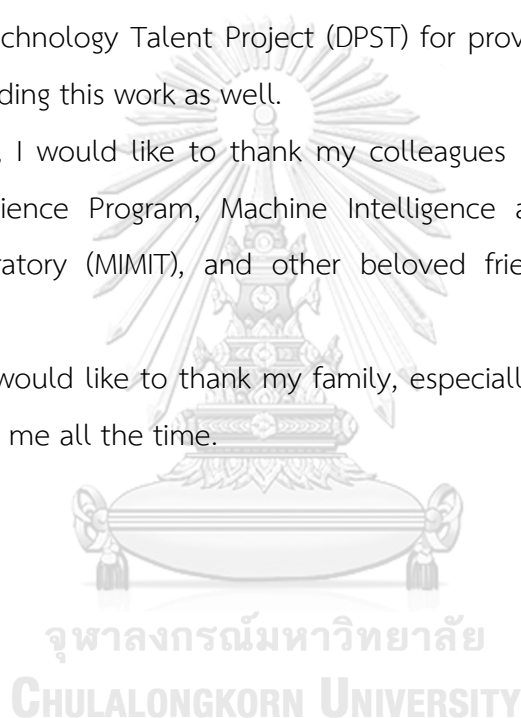 chnology Talent Project (DPST) for prov
ding this work as well.
, I would like to thank my colleagues
ience Program, Machine Intelligence a
ratory (MIMIT), and other beloved frie
would like to thank my family, especiall
me all the time.
จุฬาลงกรณ์มหาวิทยาลัย
CHULALONGKORN UNIVERSITY